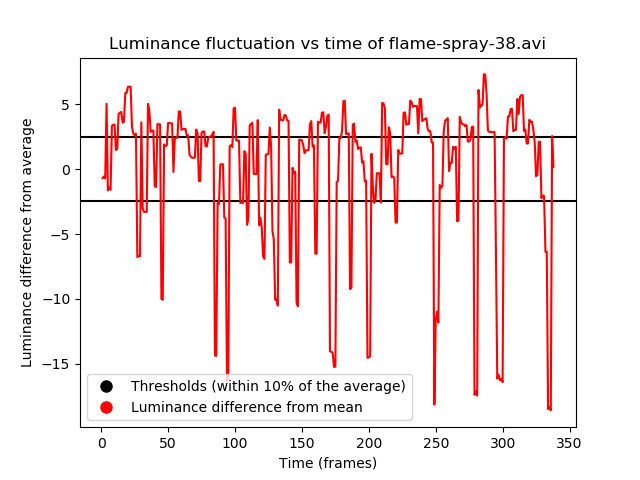 Luminance fluctuation vs time of flame-spray-38.avi
Luminance difference from average
5
0
−5
−10
−15
Thresholds (within 10% of the average)
Luminance difference from mean
0 50 100 150 200 250 300 350
Time (frames)